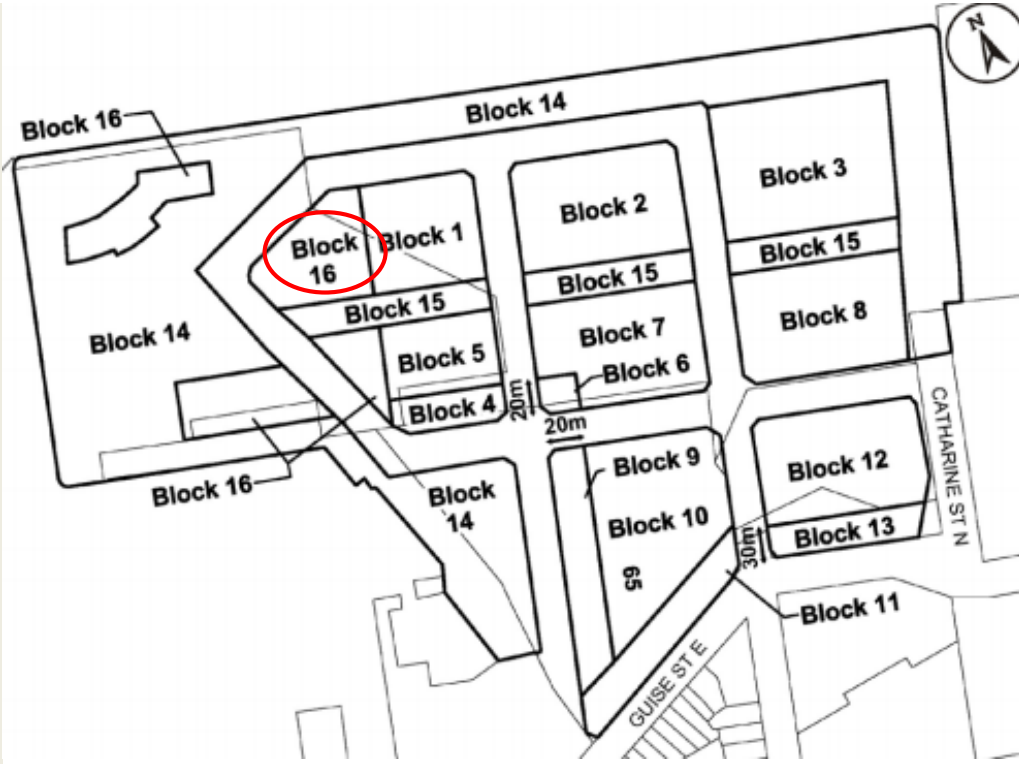 N
Block 14
Block 16
Block 3
Block 2
Block 1
Block
16
Block 15
Block 15
Block 15
Block 14
Block 8
Block 7
Block 5
Block 6
Block 4
20m
20m
CATHARINE ST N
Block 9
Block 12
Block 16
Block
14
Block 10
Block 13
30m
65
Block 11
GUISE ST E